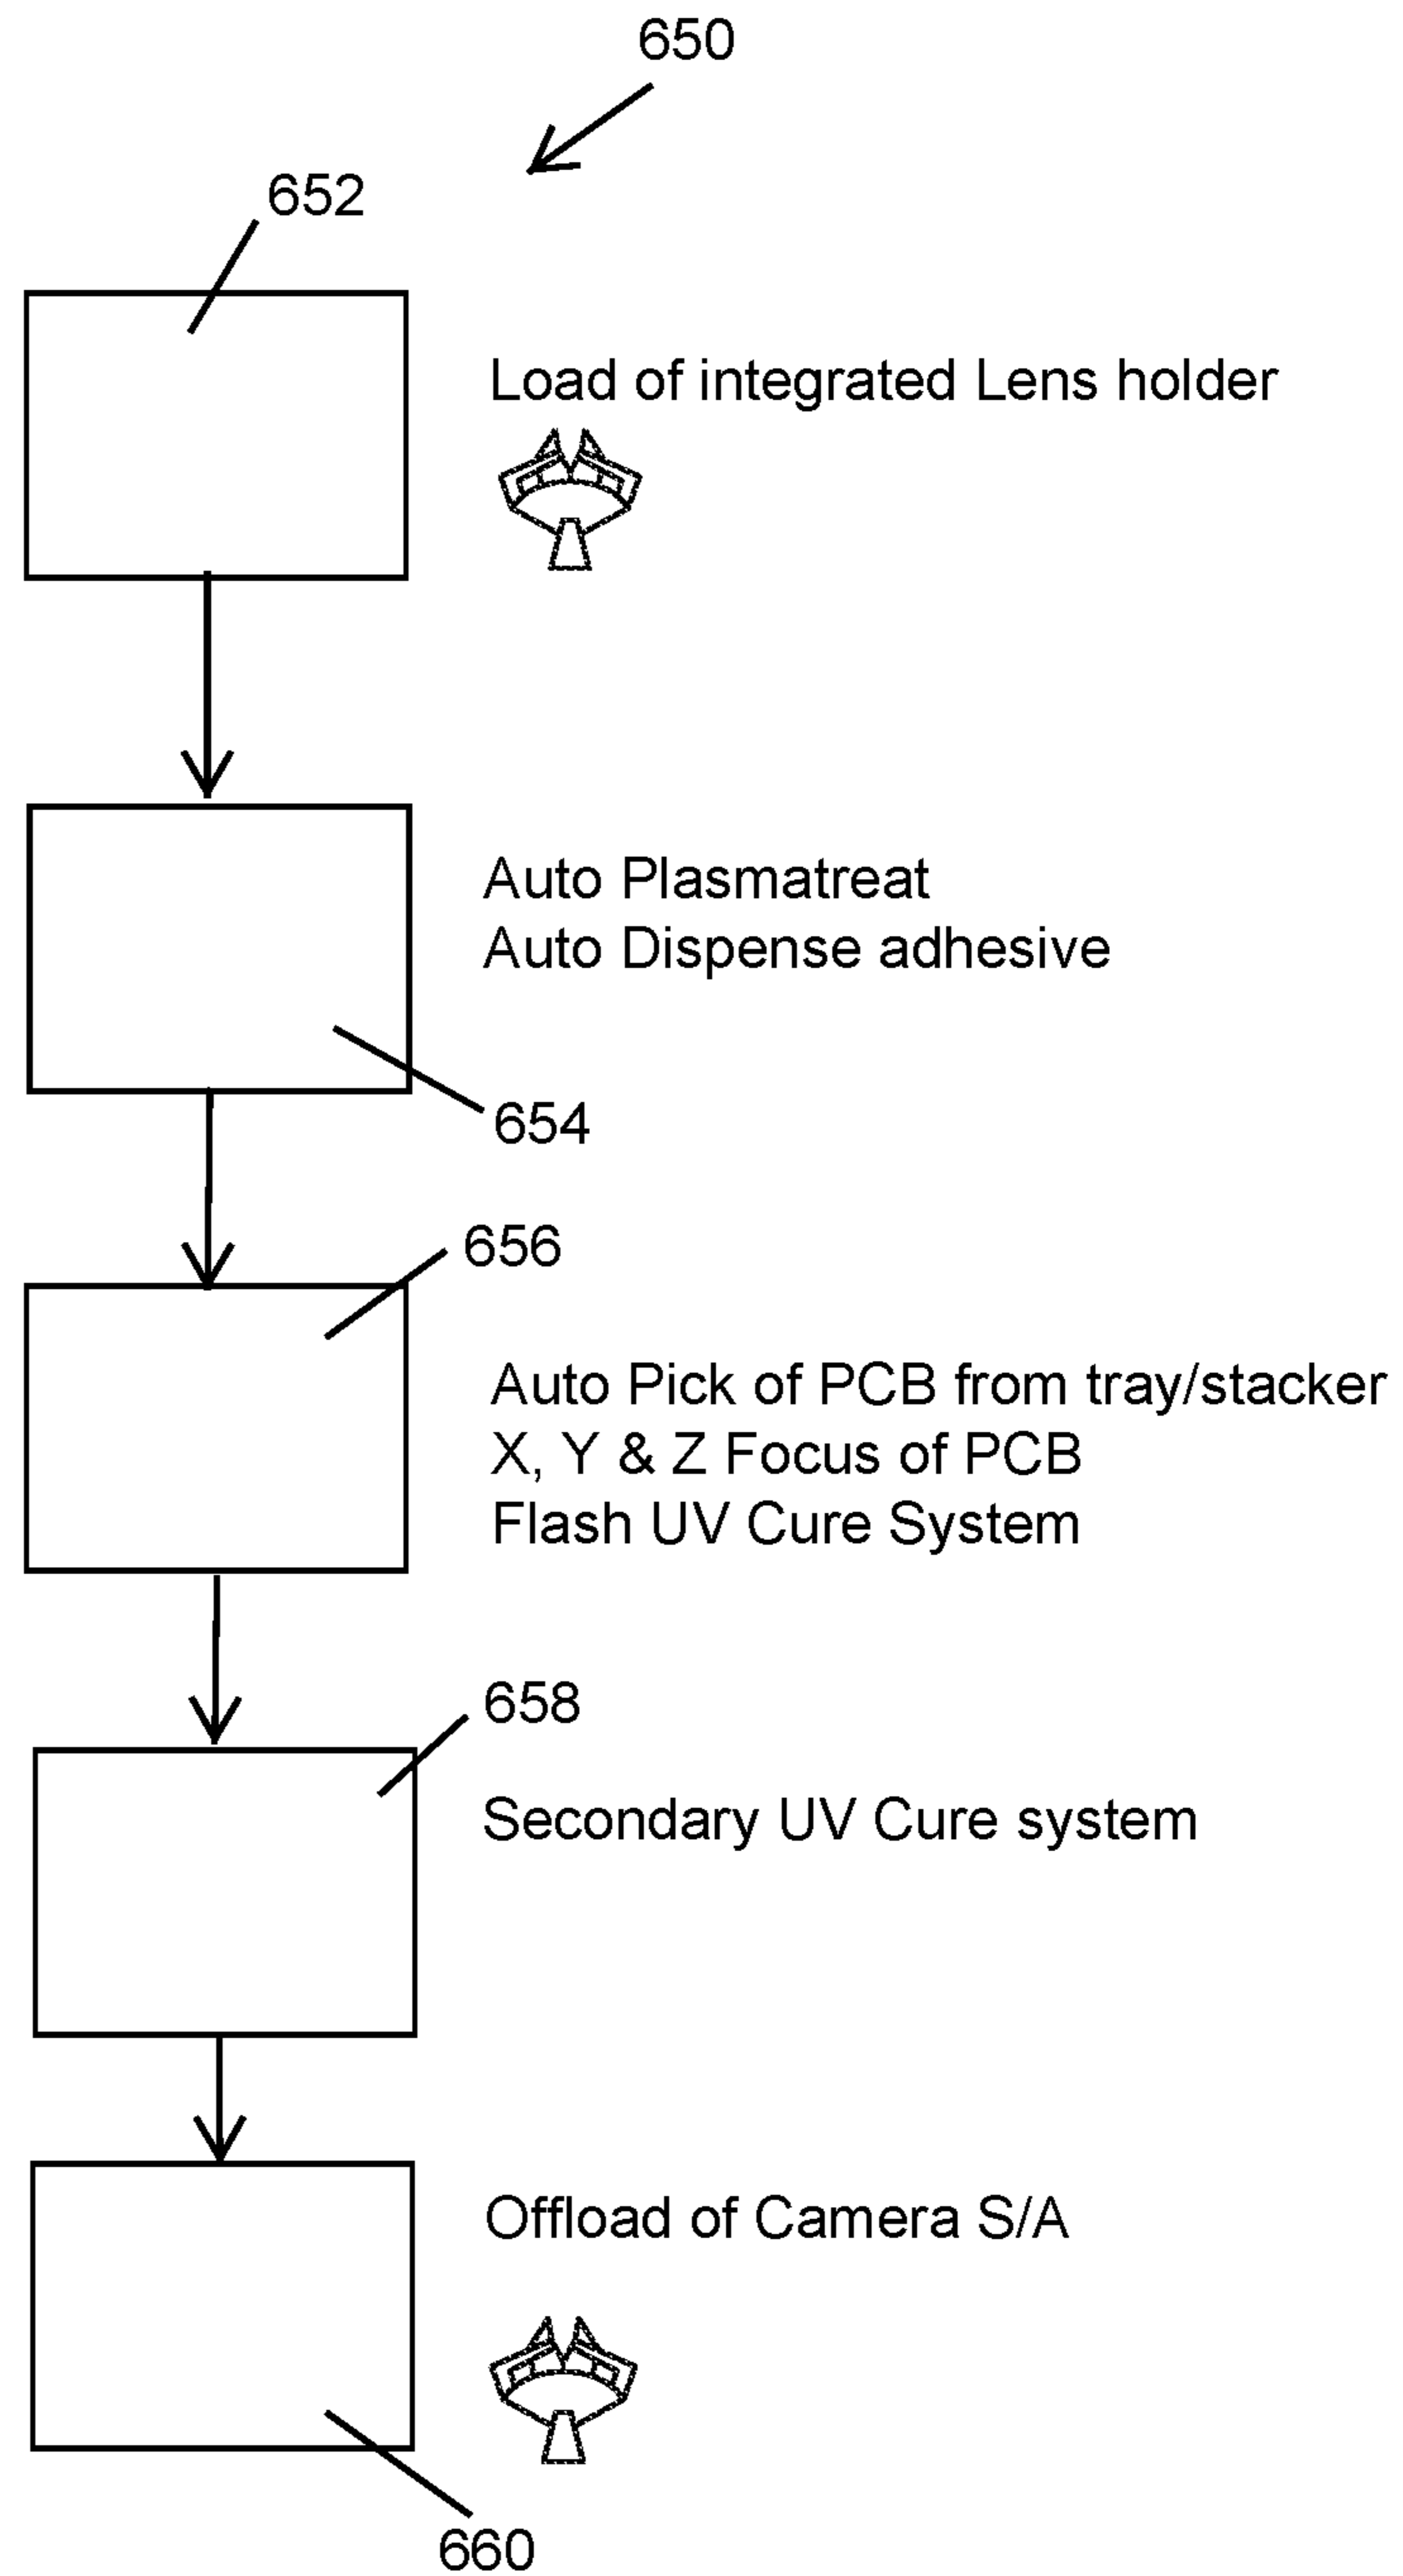 650
652
Load of integrated Lens holder
Auto Plasmatreat
Auto Dispense adhesive
654
656
Auto Pick of PCB from tray/stacker
X, Y & Z Focus of PCB
Flash UV Cure System
658
Secondary UV Cure system
Offload of Camera S/A
660